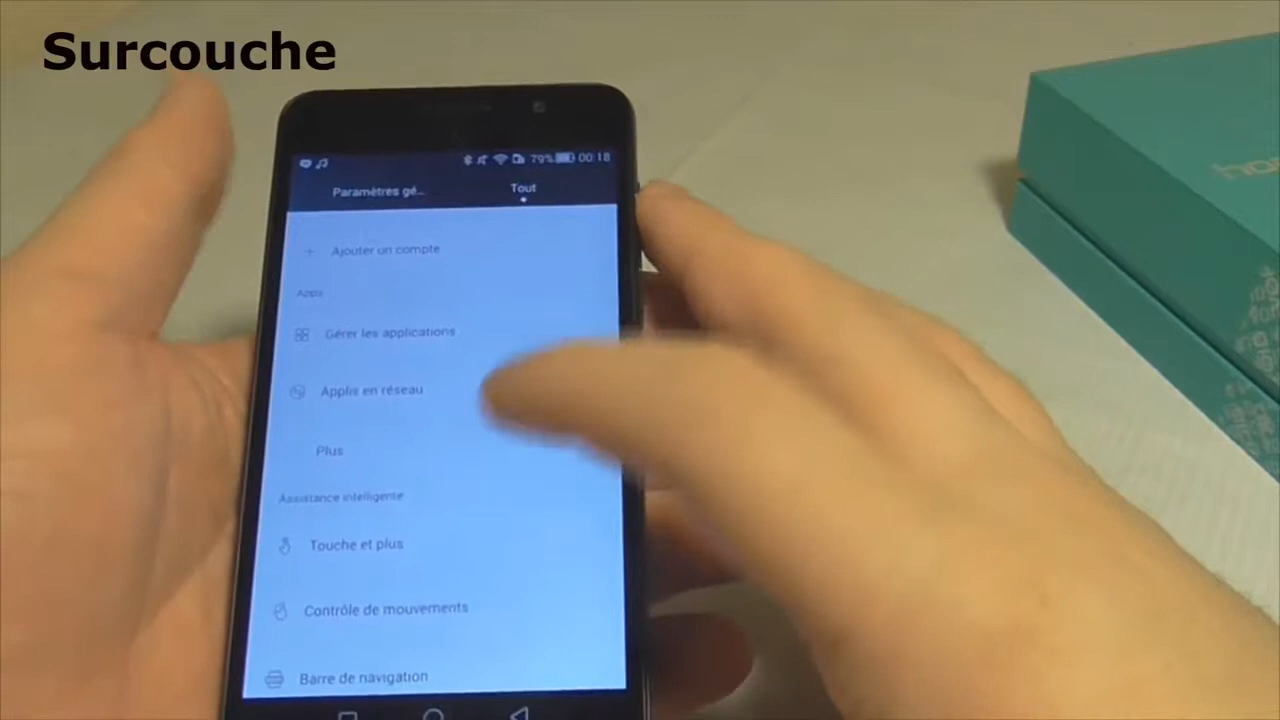 Surcouche
79% 00:18
Paramètres gé... Tout
Ajouter un compte
Apps
Gérer les applications
Applis en réseau
Plus
Assistance intelligente
Touche et plus
Contrôle de mouvements
Barre de navigation